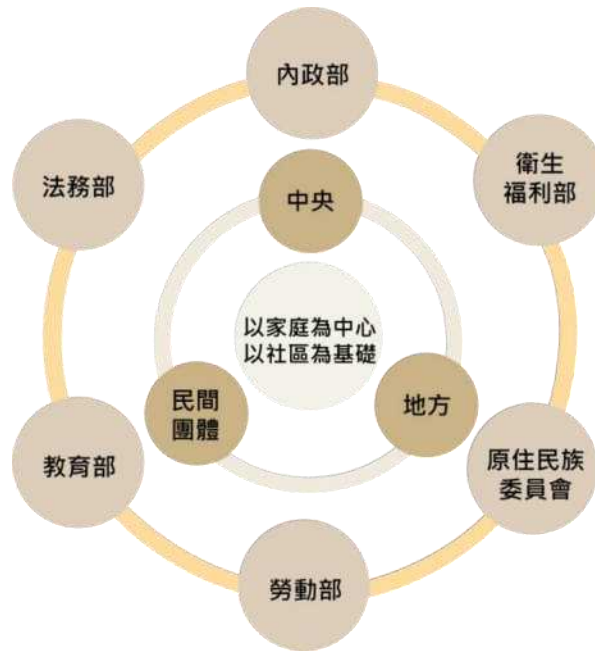 內政部
衛生
福利部
法務部
中央
以家庭為中心
以社區為基礎
民間
團體
地方
教育部
原住民族
委員會
勞動部